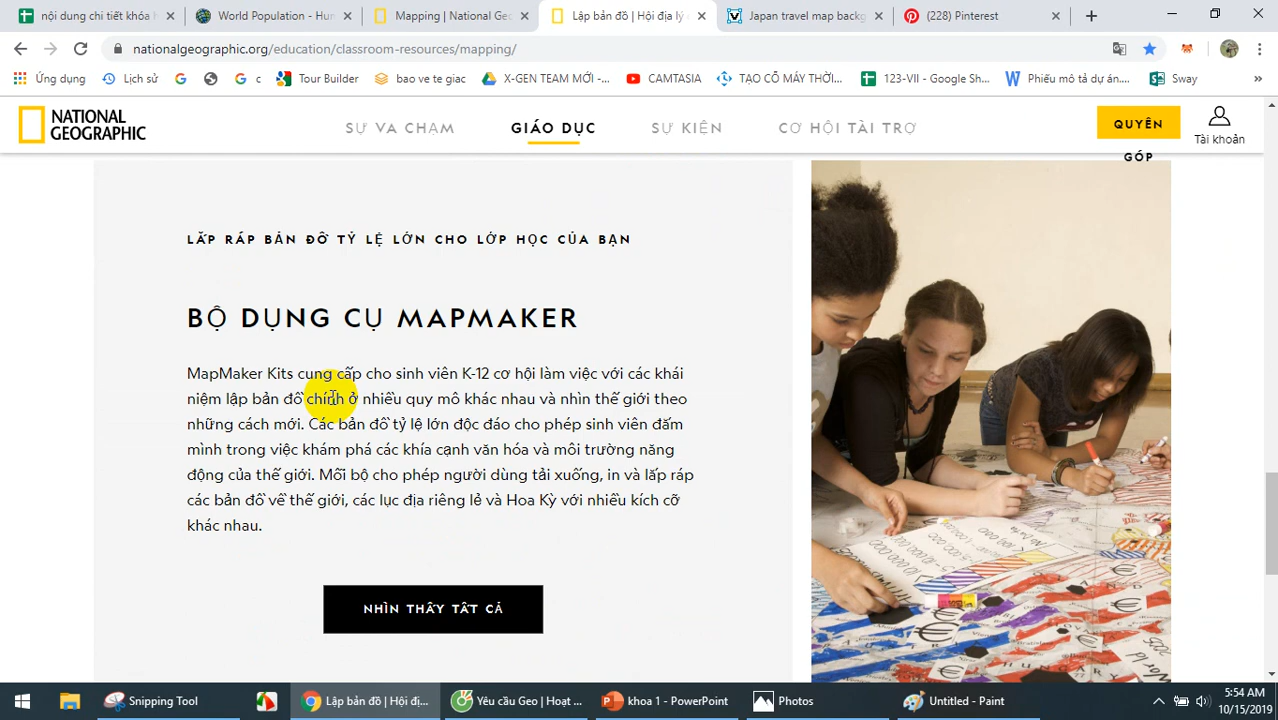 nội dung chi tiết khóa
World Population - Hum
Mapping | National Geo
Lập bản đồ | Hội địa lý
Japan travel map backg
(228) Pinterest
nationalgeographic.org/education/classroom-resources/mapping/
Ứng dụng
Lịch sử
c
Tour Builder
bao ve te giac
X-GEN TEAM MỚI -...
CAMTASIA
TẠO CỖ MÁY THỜI...
123-VII - Google Sh...
Phiếu mô tả dự án....
Sway
»
NATIONAL
GEOGRAPHIC
SỰ VA CHẠM
GIÁO DỤC
SỰ KIỆN
CƠ HỘI TÀI TRỢ
QUYÊN
GÓP
Tài khoản
LẮP RÁP BẢN ĐỒ TỶ LỆ LỚN CHO LỚP HỌC CỦA BẠN
BỘ DỤNG CỤ MAPMAKER
MapMaker Kits cung cấp cho sinh viên K-12 cơ hội làm việc với các khái
niệm lập bản đồ chính ở nhiều quy mô khác nhau và nhìn thế giới theo
những cách mới. Các bản đồ tỷ lệ lớn độc đáo cho phép sinh viên đắm
mình trong việc khám phá các khía cạnh văn hóa và môi trường năng
động của thế giới. Mỗi bộ cho phép người dùng tải xuống, in và lắp ráp
các bản đồ về thế giới, các lục địa riêng lẻ và Hoa Kỳ với nhiều kích cỡ
khác nhau.
NHÌN THẤY TẤT CẢ
Snipping Tool
Lập bản đồ | Hội đị...
Yêu cầu Geo | Hoạt ...
khoa 1 - PowerPoint
Photos
Untitled - Paint
5:54 AM
10/15/2019